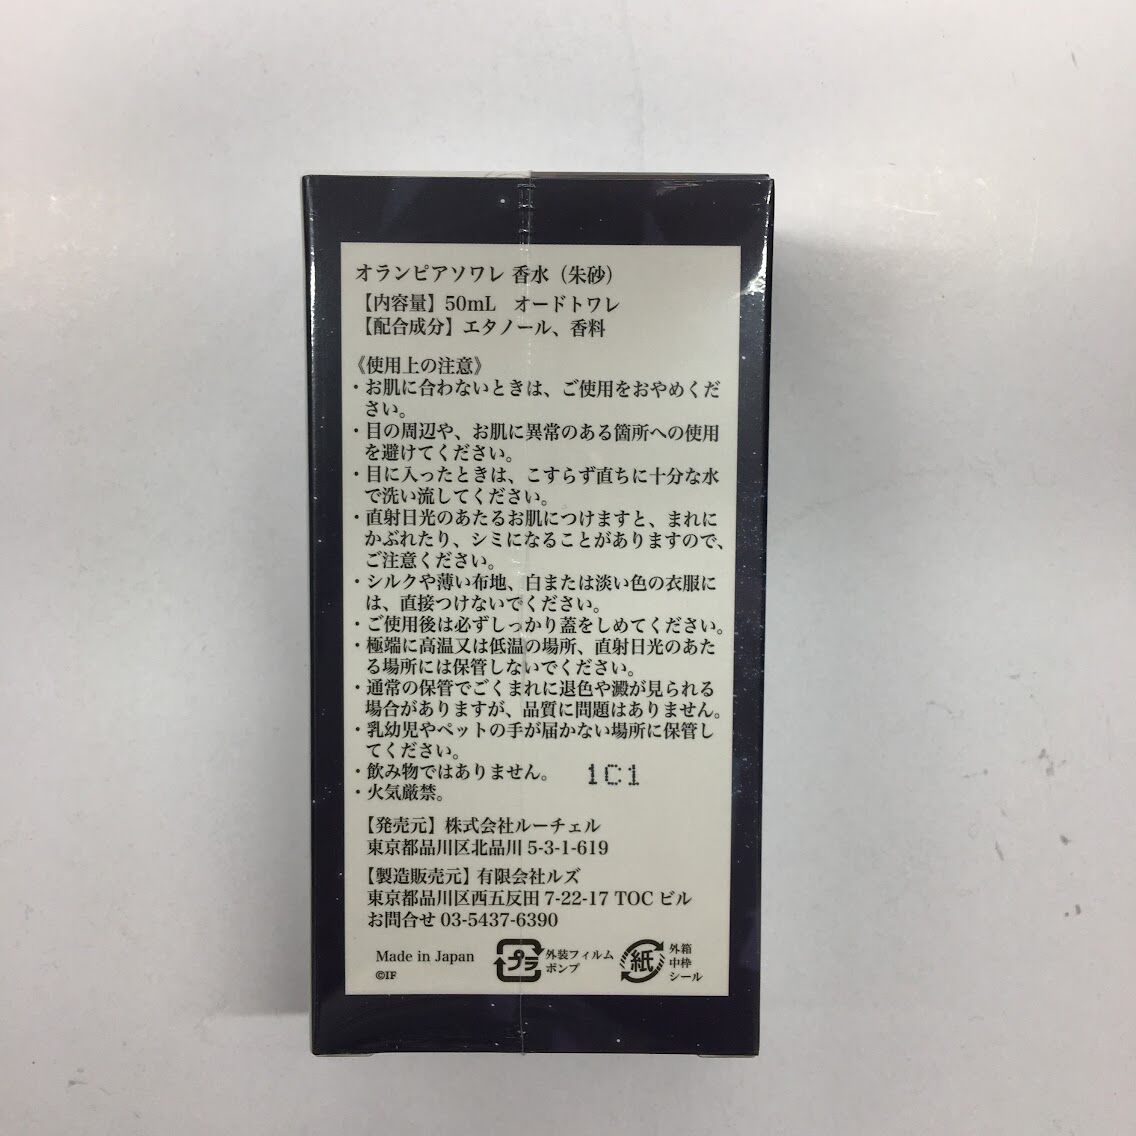 オランピアソワレ 香水（朱砂）
【内容量】50mL　オードトワレ
【配合成分】エタノール、香料
《使用上の注意》
・お肌に合わないときは、ご使用をおやめくだ
さい。
・目の周辺や、お肌に異常のある箇所への使用
を避けてください。
・目に入ったときは、こすらず直ちに十分な水
で洗い流してください。
・直射日光のあたるお肌につけますと、まれに
かぶれたり、シミになることがありますので、
ご注意ください。
・シルクや薄い布地、白または淡い色の衣服に
は、直接つけないでください。
・ご使用後は必ずしっかり蓋をしめてください。
・極端に高温又は低温の場所、直射日光のあた
る場所には保管しないでください。
・通常の保管でごくまれに退色や澱が見られる
場合がありますが、品質に問題はありません。
・乳幼児やペットの手が届かない場所に保管し
てください。
・飲み物ではありません。　1C1
・火気厳禁。
【発売元】株式会社ルーチェル
東京都品川区北品川 5-3-1-619
【製造販売元】有限会社ルズ
東京都品川区西五反田 7-22-17 TOC ビル
お問合せ 03-5437-6390
Made in Japan
©IF
プラ
外装フィルム
ポンプ
紙
外箱
中枠
シール